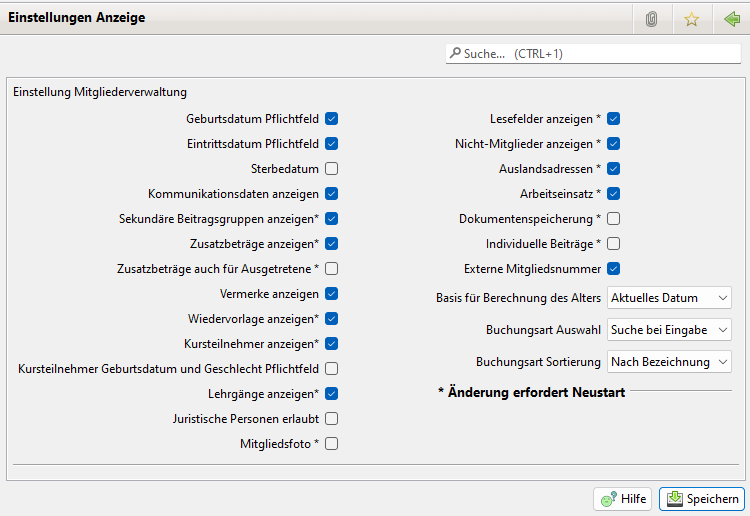 Einstellungen Anzeige
Suche... (CTRL+1)
Einstellung Mitgliederverwaltung
Geburtsdatum Pflichtfeld
Eintrittsdatum Pflichtfeld
Sterbedatum
Kommunikationsdaten anzeigen
Sekundäre Beitragsgruppen anzeigen*
Zusatzbeträge anzeigen*
Zusatzbeträge auch für Ausgetretene *
Vermerke anzeigen
Wiedervorlage anzeigen*
Kursteilnehmer anzeigen*
Kursteilnehmer Geburtsdatum und Geschlecht Pflichtfeld
Lehrgänge anzeigen*
Juristische Personen erlaubt
Mitgliedsfoto *
Lesefelder anzeigen *
Nicht-Mitglieder anzeigen *
Auslandsadressen *
Arbeitseinsatz *
Dokumentenspeicherung *
Individuelle Beiträge *
Externe Mitgliedsnummer
Basis für Berechnung des Alters Aktuelles Datum
Buchungsart Auswahl Suche bei Eingabe
Buchungsart Sortierung Nach Bezeichnung
* Änderung erfordert Neustart
Hilfe Speichern